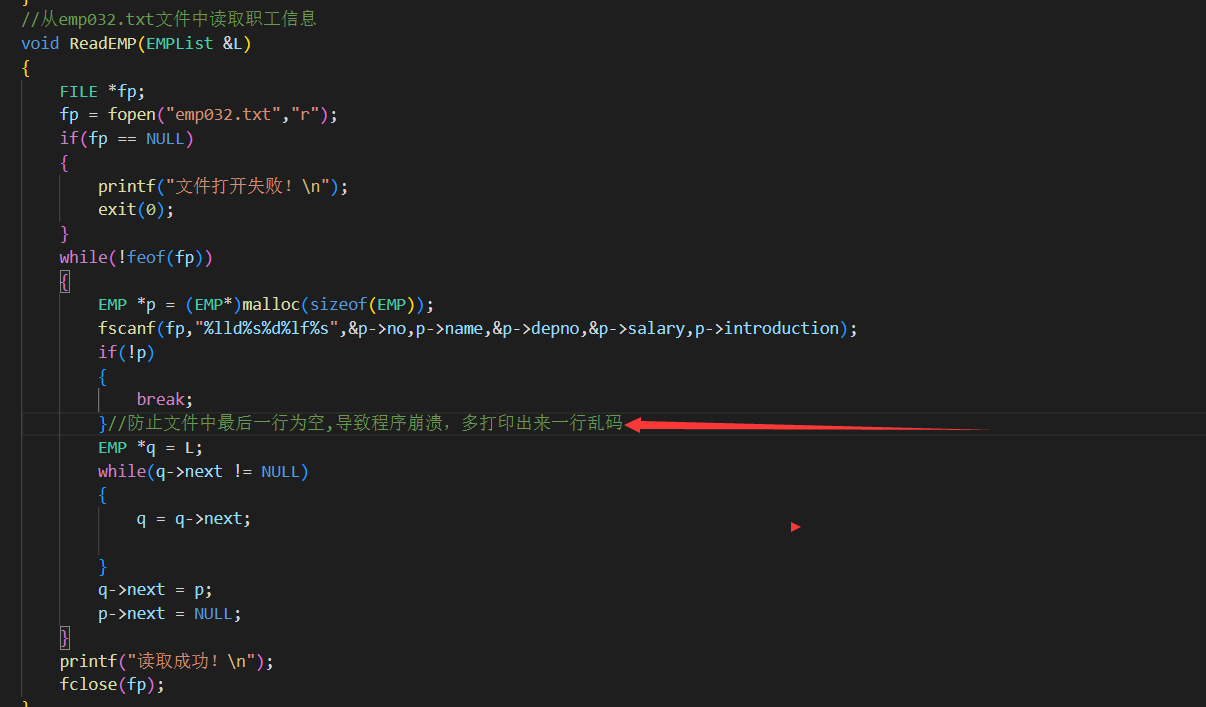 }
//从emp032.txt文件中读取职工信息
void ReadEMP(EMPList &L)
{
    FILE *fp;
    fp = fopen("emp032.txt","r");
    if(fp == NULL)
    {
        printf("文件打开失败! \n");
        exit(0);
    }
    while(!feof(fp))
    {
        EMP *p = (EMP*)malloc(sizeof(EMP));
        fscanf(fp,"%lld%s%d%lf%s",&p->no,p->name,&p->depno,&p->salary,p->introduction);
        if(!p)
        {
            break;
        }//防止文件中最后一行为空,导致程序崩溃，多打印出来一行乱码
        EMP *q = L;
        while(q->next != NULL)
        {
            q = q->next;
        }
        q->next = p;
        p->next = NULL;
    }
    printf("读取成功! \n");
    fclose(fp);
}